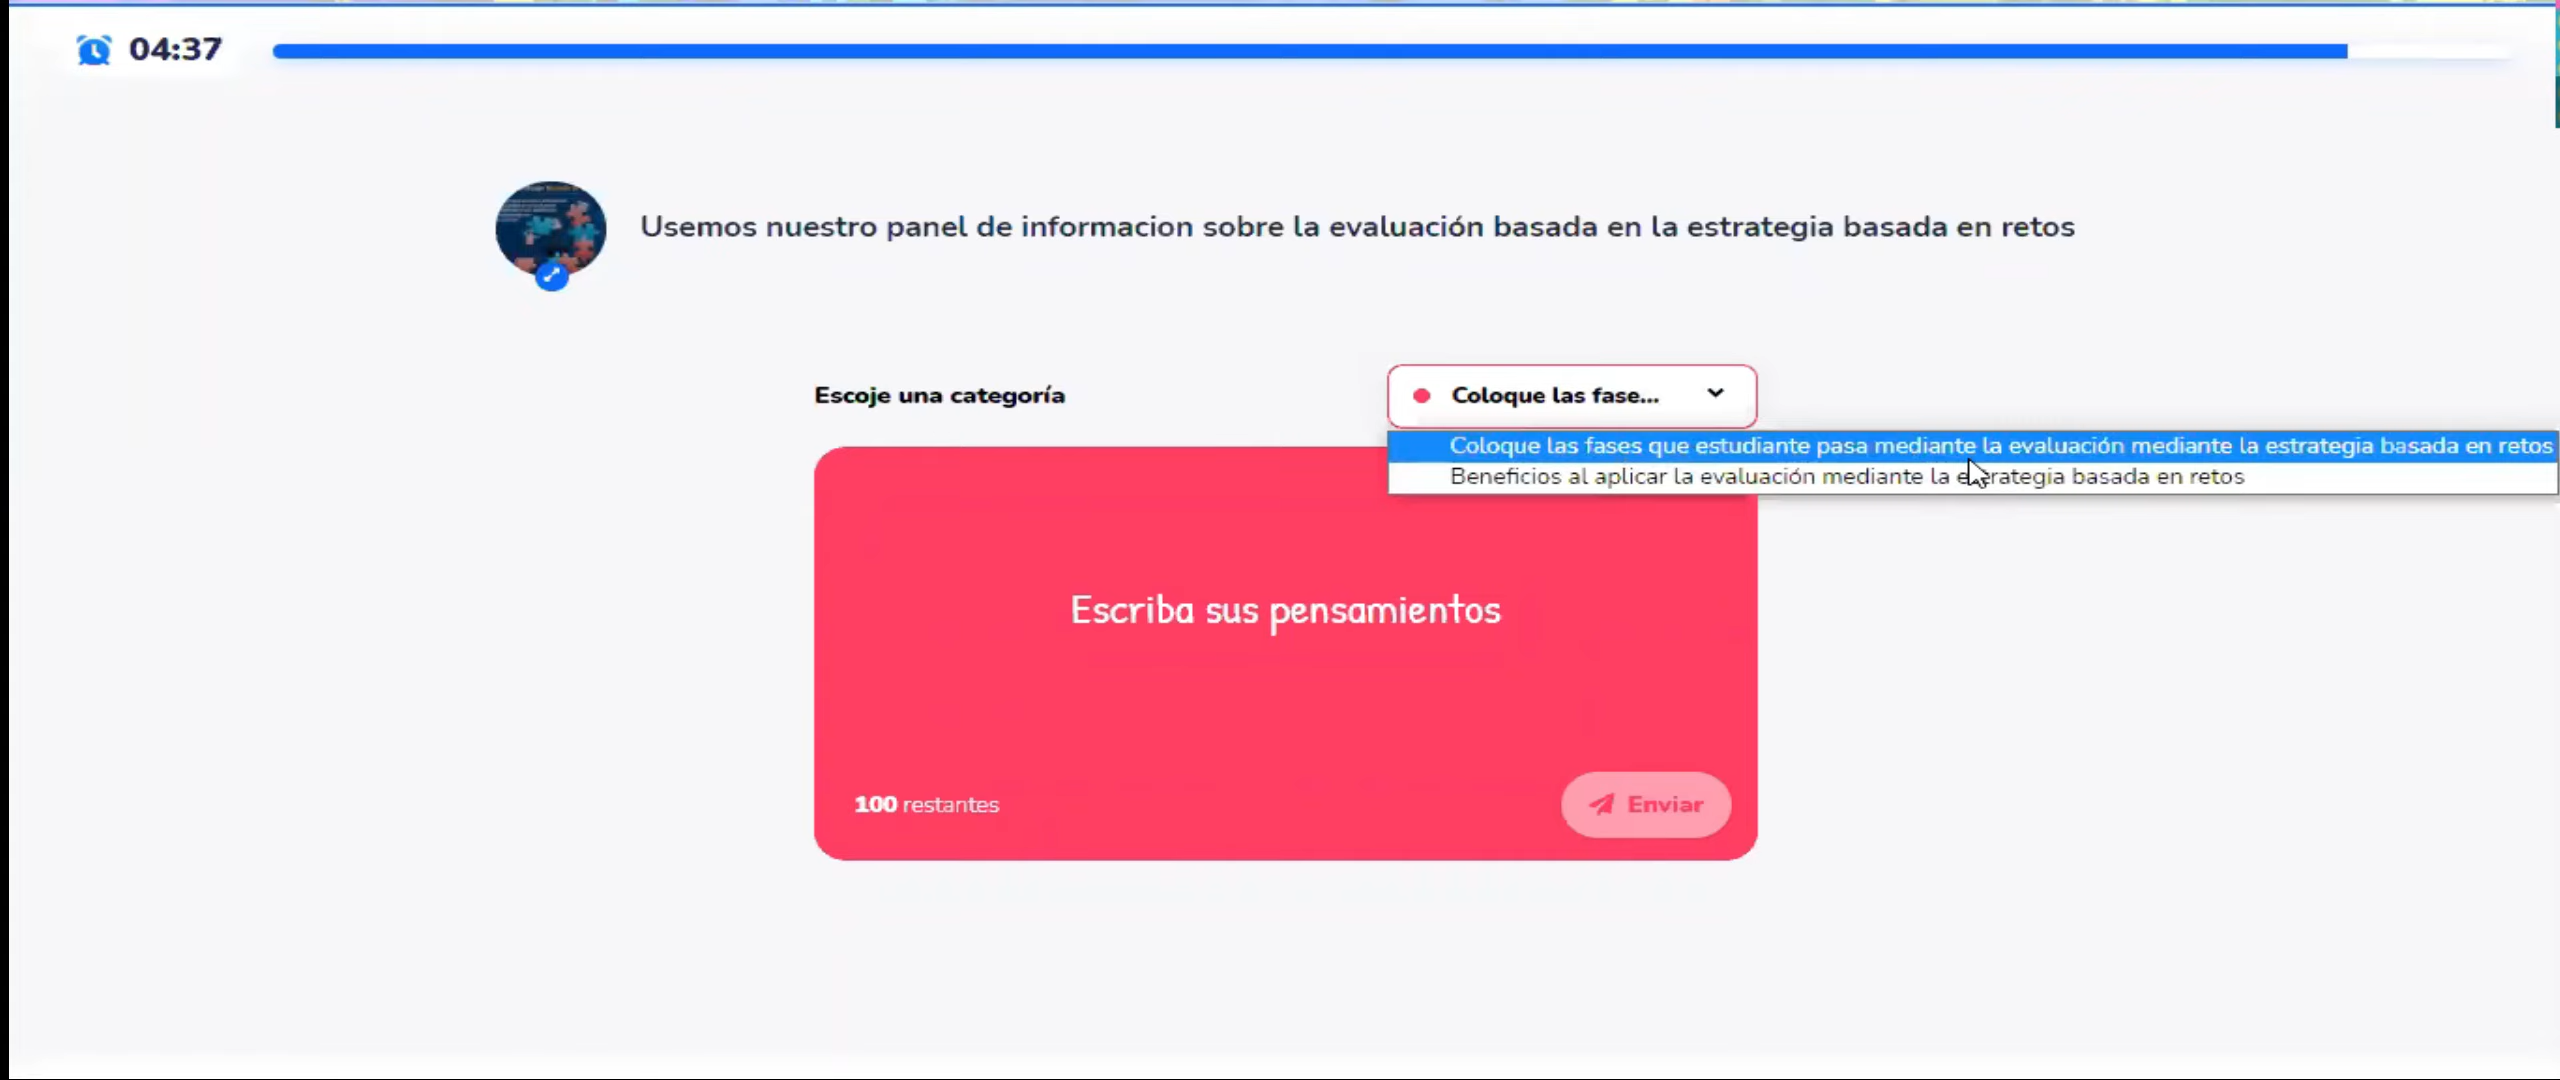 04:37
Usemos nuestro panel de informacion sobre la evaluación basada en la estrategia basada en retos
Escoje una categoría
Coloque las fase...
Coloque las fases que estudiante pasa mediante la evaluación mediante la estrategia basada en retos
Beneficios al aplicar la evaluación mediante la estrategia basada en retos
Escriba sus pensamientos
100 restantes
Enviar